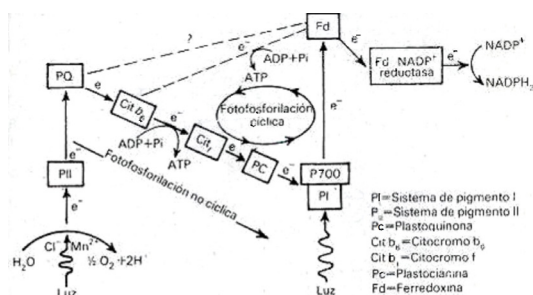 Fd
?
e⁻
NADP⁺
e⁻
ADP+Pi
e⁻
PQ
ATP
Fd NADP⁺
reductasa
NADPH₂
e
Cit b₆
e⁻
Fotofosforilación
cíclica
e⁻
ADP+Pi
Cit f
e⁻
ATP
e
PC
e⁻
P700
PI
PII
Fotofosforilación no cíclica
e⁻
Cl⁻ Mn²⁺
H₂O
½ O₂ +2H
Luz
Luz
PI=Sistema de pigmento I
P II=Sistema de pigmento II
Pc=Plastoquinona
Cit b₆=Citocromo b₆
Cit b f=Citocromo f
Pc=Plastocianina
Fd=Ferredoxina